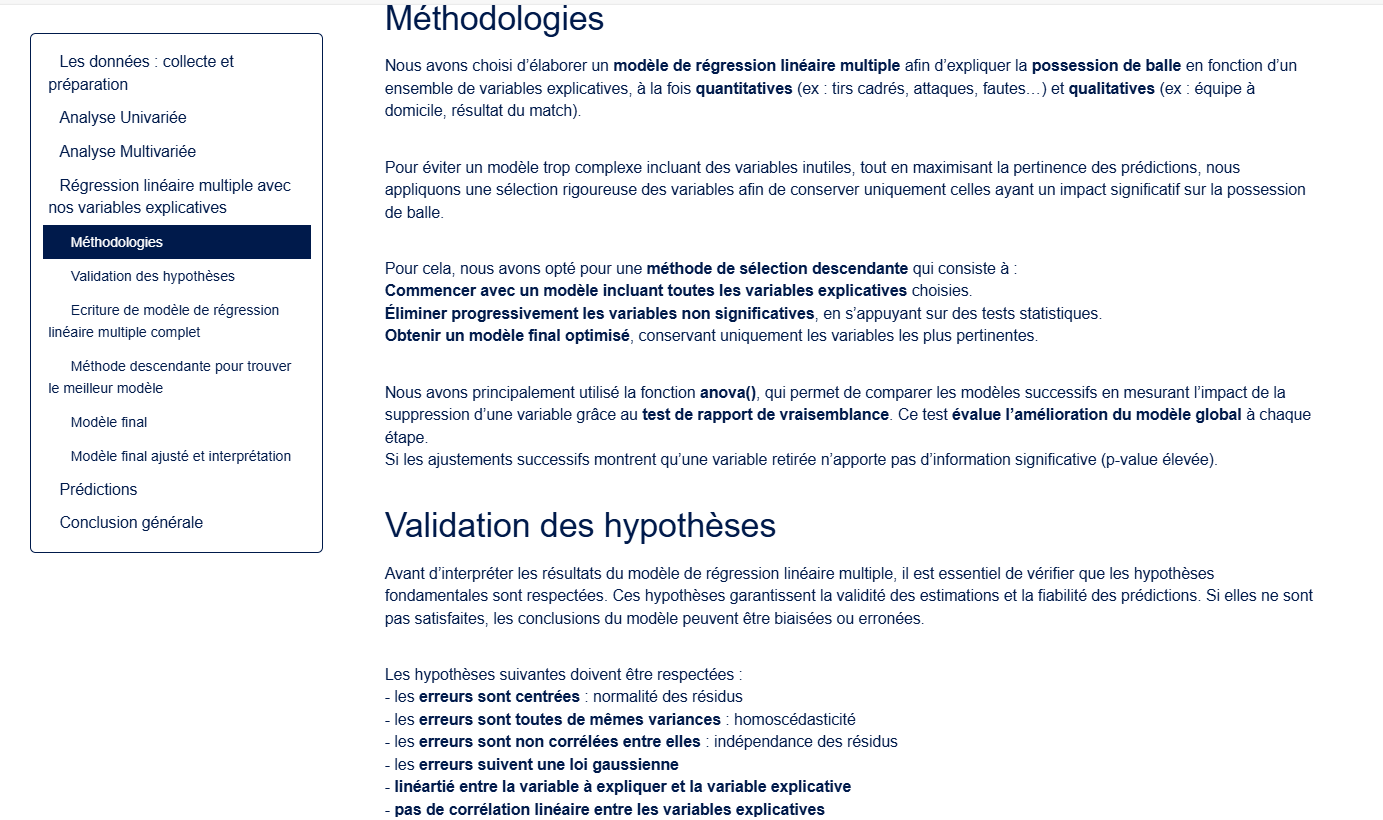 Les données : collecte et
préparation
Analyse Univariée
Analyse Multivariée
Régression linéaire multiple avec
nos variables explicatives
Méthodologies
Validation des hypothèses
Ecriture de modèle de régression
linéaire multiple complet
Méthode descendante pour trouver
le meilleur modèle
Modèle final
Modèle final ajusté et interprétation
Prédictions
Conclusion générale
Méthodologies
Nous avons choisi d’élaborer un modèle de régression linéaire multiple afin d’expliquer la possession de balle en fonction d’un
ensemble de variables explicatives, à la fois quantitatives (ex : tirs cadrés, attaques, fautes…) et qualitatives (ex : équipe à
domicile, résultat du match).
Pour éviter un modèle trop complexe incluant des variables inutiles, tout en maximisant la pertinence des prédictions, nous
appliquons une sélection rigoureuse des variables afin de conserver uniquement celles ayant un impact significatif sur la possession
de balle.
Pour cela, nous avons opté pour une méthode de sélection descendante qui consiste à :
Commencer avec un modèle incluant toutes les variables explicatives choisies.
Éliminer progressivement les variables non significatives, en s’appuyant sur des tests statistiques.
Obtenir un modèle final optimisé, conservant uniquement les variables les plus pertinentes.
Nous avons principalement utilisé la fonction anova(), qui permet de comparer les modèles successifs en mesurant l’impact de la
suppression d’une variable grâce au test de rapport de vraisemblance. Ce test évalue l’amélioration du modèle global à chaque
étape.
Si les ajustements successifs montrent qu’une variable retirée n’apporte pas d’information significative (p-value élevée).
Validation des hypothèses
Avant d’interpréter les résultats du modèle de régression linéaire multiple, il est essentiel de vérifier que les hypothèses
fondamentales sont respectées. Ces hypothèses garantissent la validité des estimations et la fiabilité des prédictions. Si elles ne sont
pas satisfaites, les conclusions du modèle peuvent être biaisées ou erronées.
Les hypothèses suivantes doivent être respectées :
- les erreurs sont centrées : normalité des résidus
- les erreurs sont toutes de mêmes variances : homoscédasticité
- les erreurs sont non corrélées entre elles : indépendance des résidus
- les erreurs suivent une loi gaussienne
- linéartié entre la variable à expliquer et la variable explicative
- pas de corrélation linéaire entre les variables explicatives